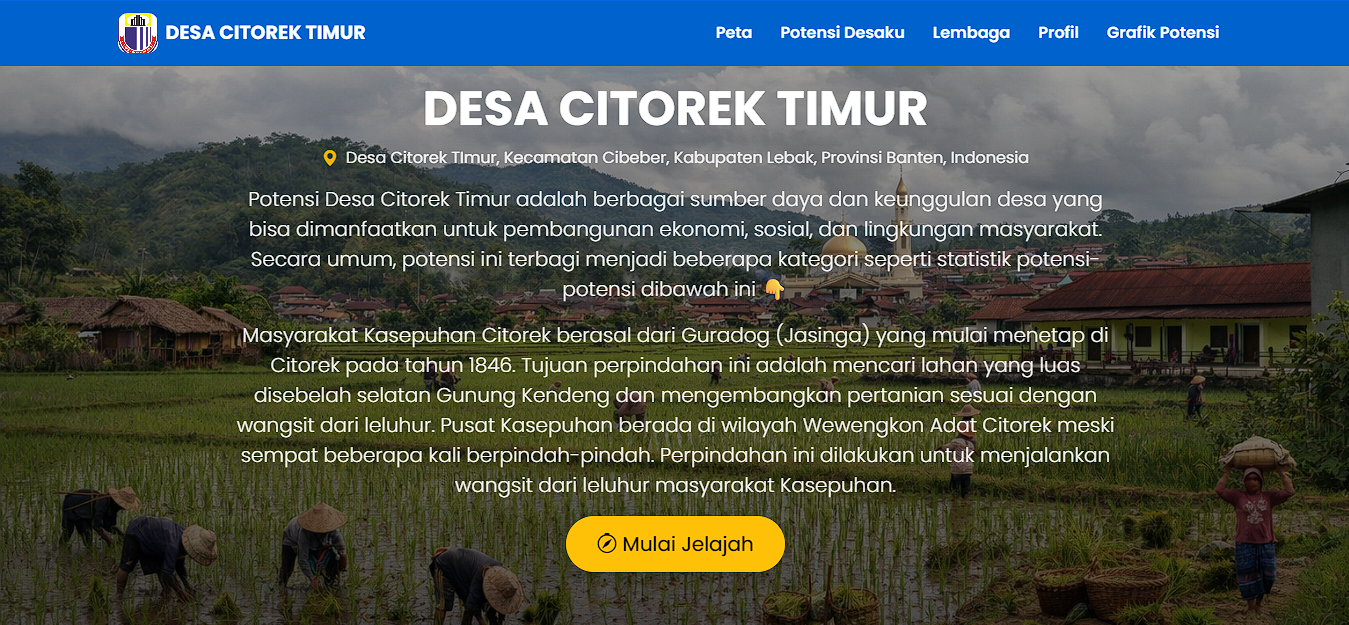 DESA CITOREK TIMUR
Peta
Potensi Desaku
Lembaga
Profil
Grafik Potensi
DESA CITOREK TIMUR
Desa Citorek TImur, Kecamatan Cibeber, Kabupaten Lebak, Provinsi Banten, Indonesia
Potensi Desa Citorek Timur adalah berbagai sumber daya dan keunggulan desa yang
bisa dimanfaatkan untuk pembangunan ekonomi, sosial, dan lingkungan masyarakat.
Secara umum, potensi ini terbagi menjadi beberapa kategori seperti statistik potensi-
potensi dibawah ini 👇
Masyarakat Kasepuhan Citorek berasal dari Guradog (Jasinga) yang mulai menetap di
Citorek pada tahun 1846. Tujuan perpindahan ini adalah mencari lahan yang luas
disebelah selatan Gunung Kendeng dan mengembangkan pertanian sesuai dengan
wangsit dari leluhur. Pusat Kasepuhan berada di wilayah Wewengkon Adat Citorek meski
sempat beberapa kali berpindah-pindah. Perpindahan ini dilakukan untuk menjalankan
wangsit dari leluhur masyarakat Kasepuhan.
Mulai Jelajah